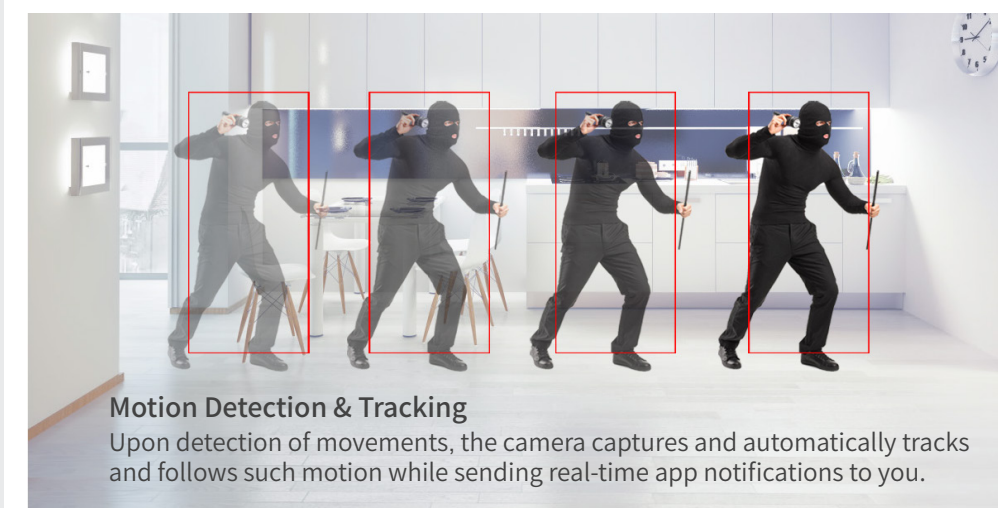 Motion Detection & Tracking
Upon detection of movements, the camera captures and automatically tracks
and follows such motion while sending real-time app notifications to you.